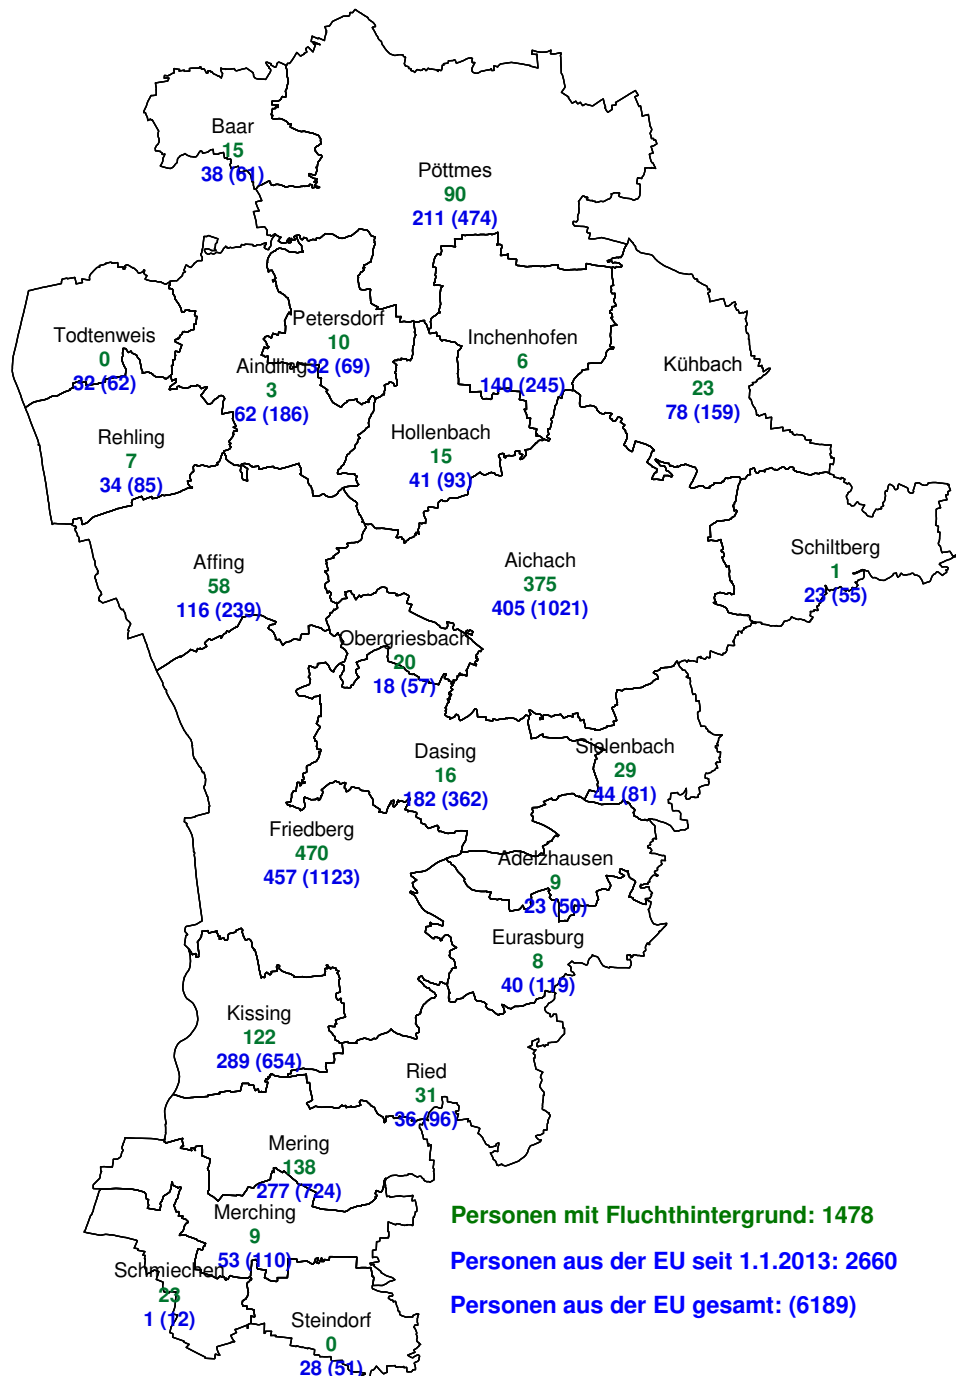 Baar
15
38 (61)
Pöttmes
90
211 (474)
Petersdorf
10
32 (69)
Todtenweis
0
32 (62)
Inchenhofen
6
140 (245)
Aindling
3
62 (186)
Kühbach
23
78 (159)
Rehling
7
34 (85)
Hollenbach
15
41 (93)
Affing
58
116 (239)
Aichach
375
405 (1021)
Schiltberg
1
23 (55)
Obergriesbach
20
18 (57)
Dasing
16
182 (362)
Sielenbach
29
44 (81)
Friedberg
470
457 (1123)
Adelzhausen
9
23 (50)
Eurasburg
8
40 (119)
Kissing
122
289 (654)
Ried
31
36 (96)
Mering
138
277 (724)
Merching
9
53 (110)
Schmiechen
23
1 (12)
Steindorf
0
28 (51)
Personen mit Fluchthintergrund: 1478
Personen aus der EU seit 1.1.2013: 2660
Personen aus der EU gesamt: (6189)